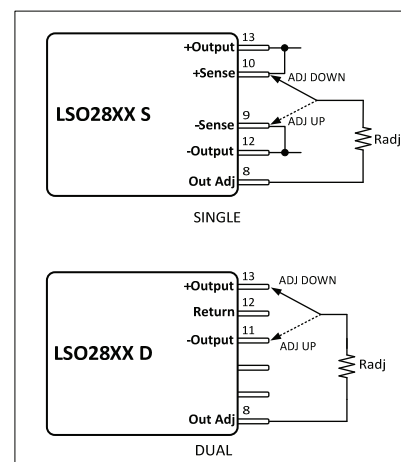 13
+Output
10
+Sense
ADJ DOWN
LSO28XX S
9
-Sense
ADJ UP
12
-Output
Radj
8
Out Adj
SINGLE
13
+Output
ADJ DOWN
12
Return
11
-Output
ADJ UP
LSO28XX D
Radj
8
Out Adj
DUAL